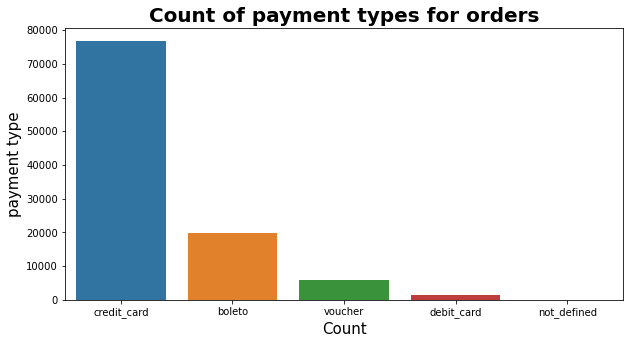 Count of payment types for orders
payment type
80000
70000
60000
50000
40000
30000
20000
10000
0
credit_card
boleto
voucher
debit_card
not_defined
Count